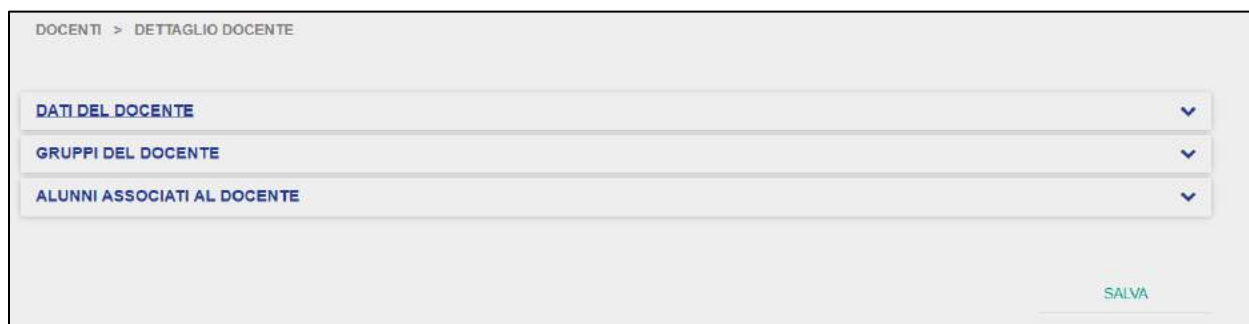 DOCENTI > DETTAGLIO DOCENTE
DATI DEL DOCENTE
GRUPPI DEL DOCENTE
ALUNNI ASSOCIATI AL DOCENTE
SALVA